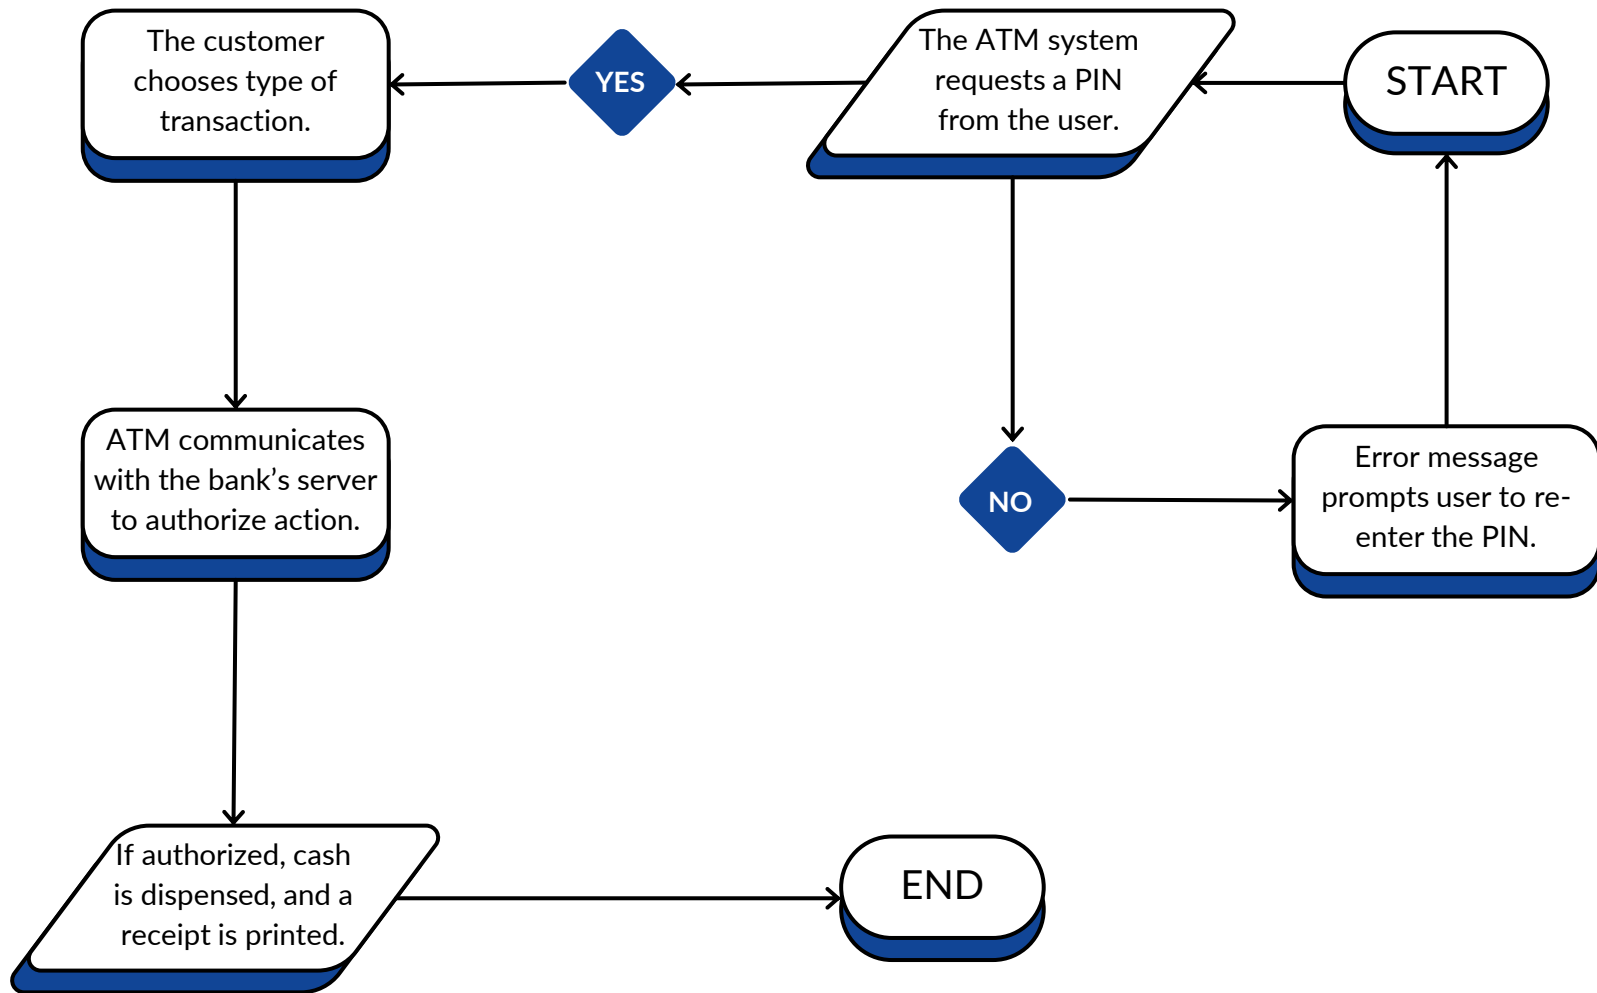 The customer
chooses type of
transaction.
YES
The ATM system
requests a PIN
from the user.
START
ATM communicates
with the bank’s server
to authorize action.
NO
Error message
prompts user to re-
enter the PIN.
If authorized, cash
is dispensed, and a
receipt is printed.
END